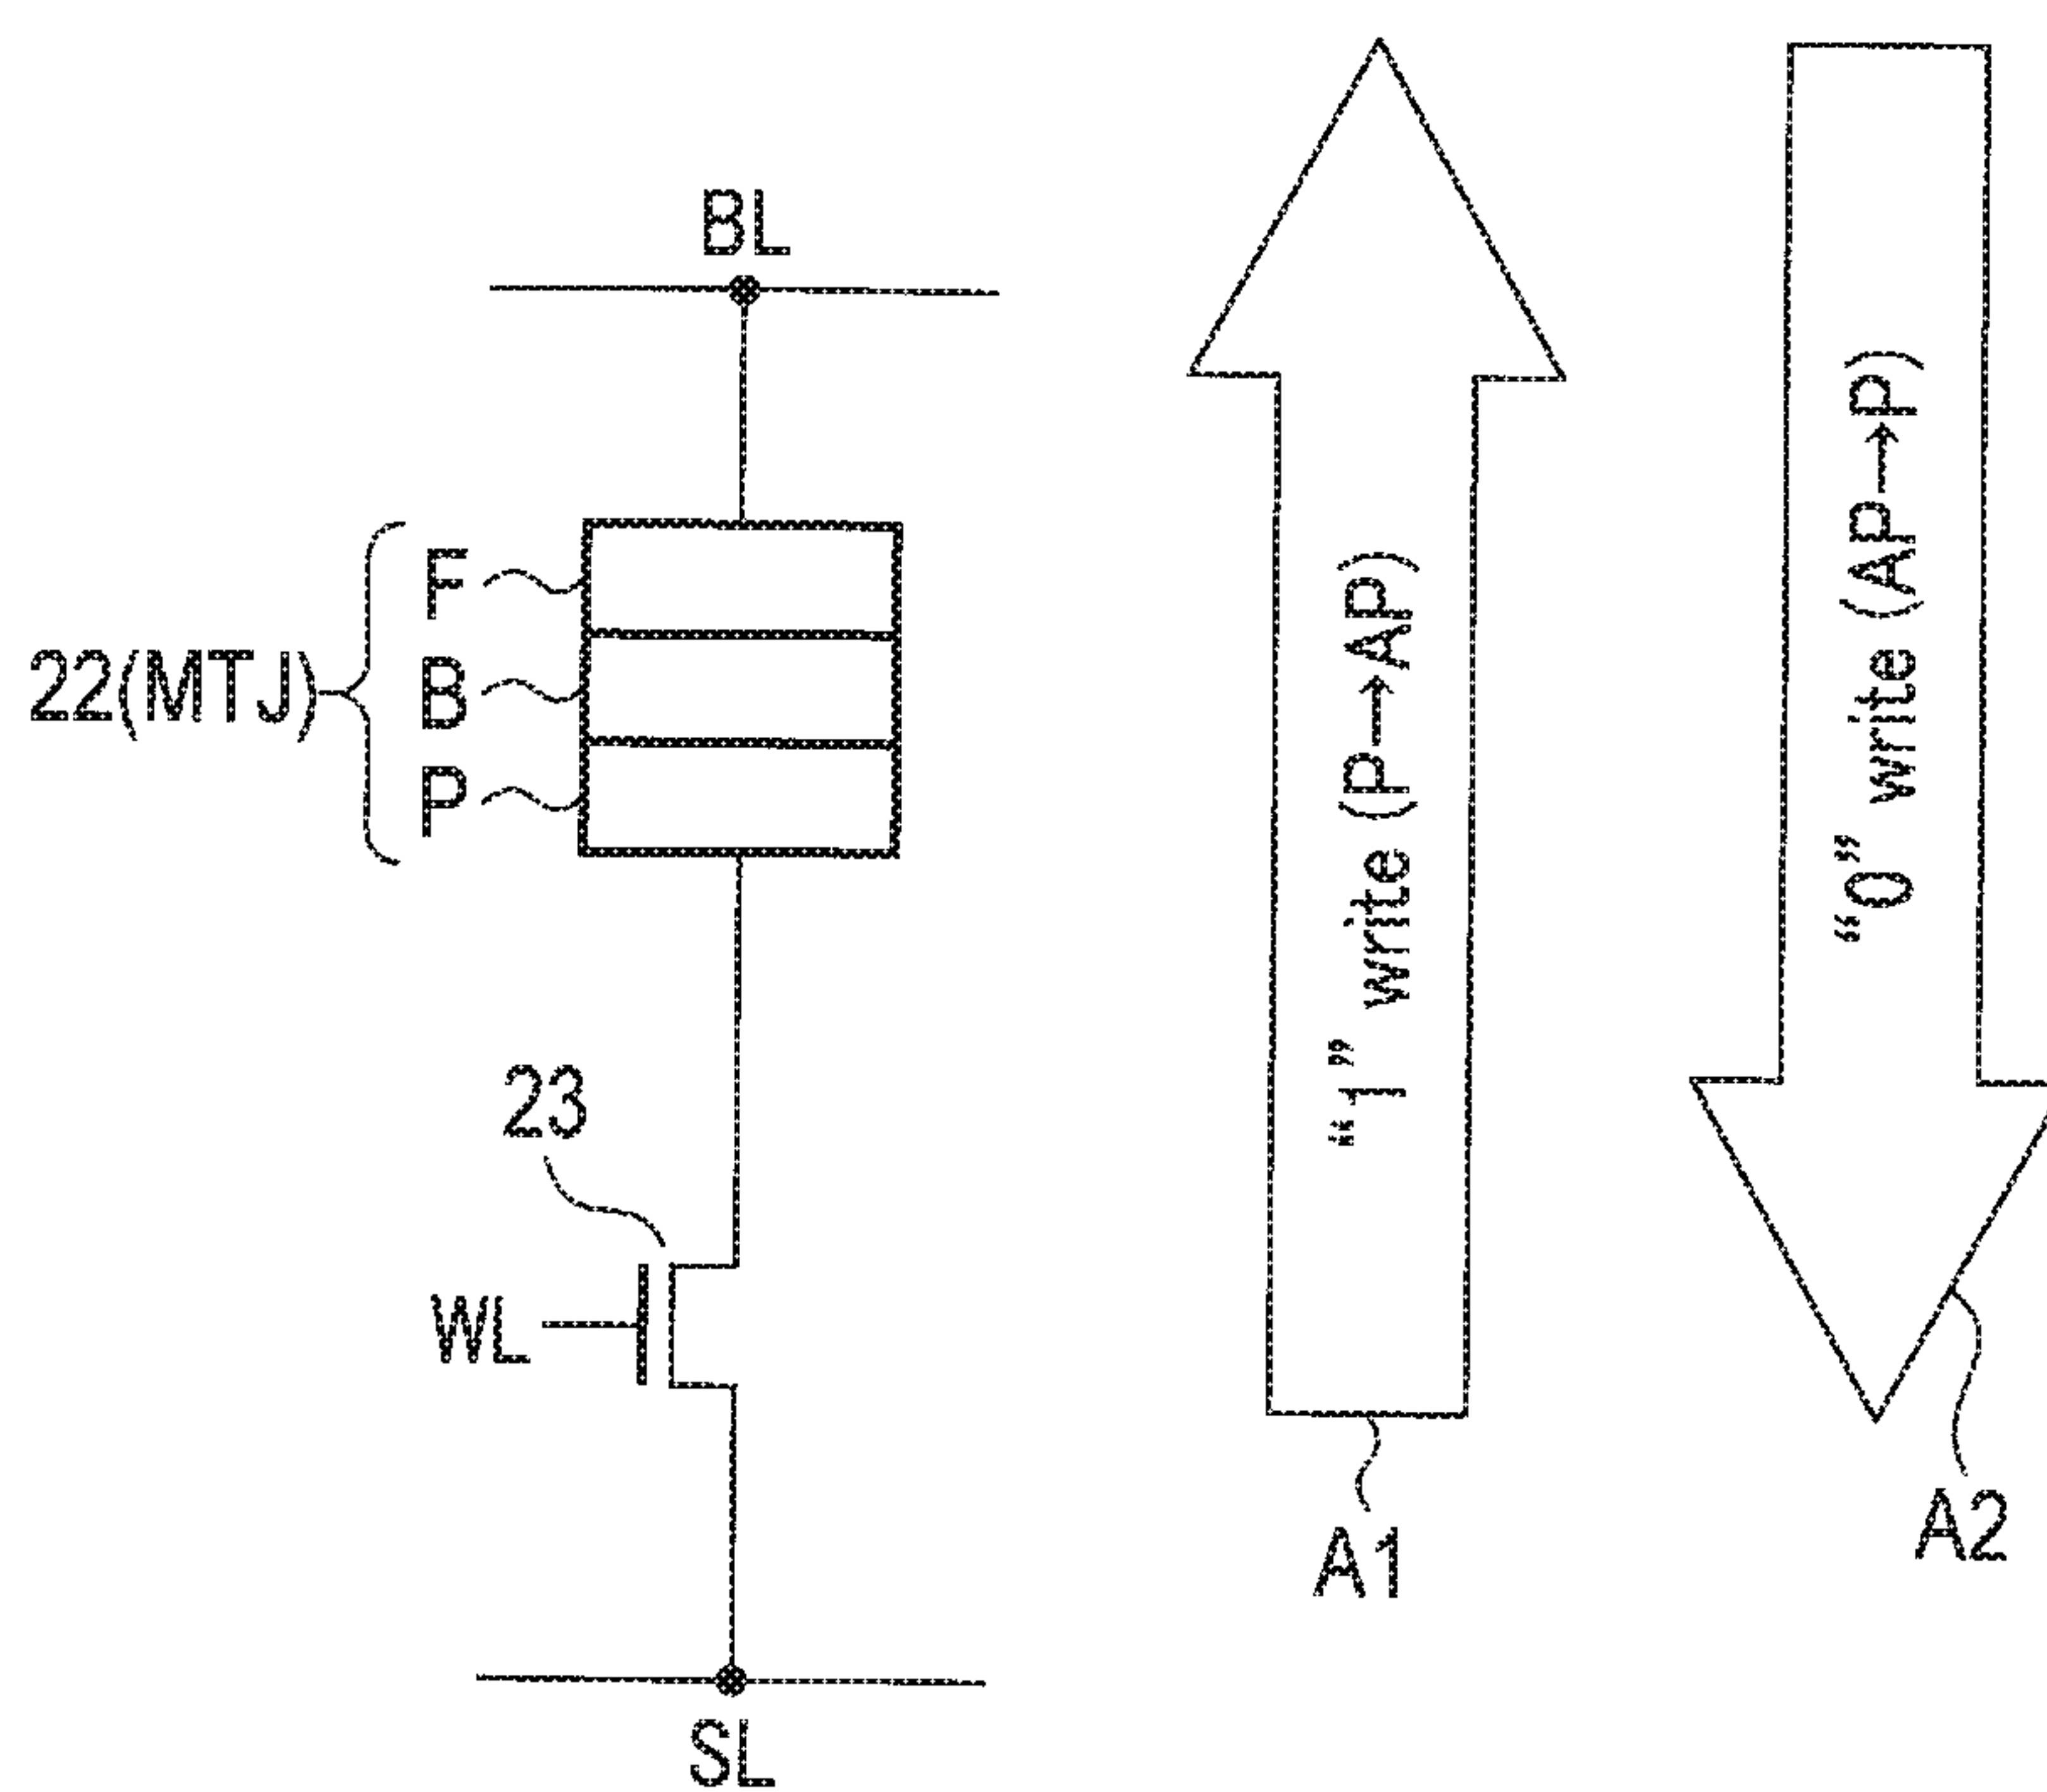 BL
F
B
P
22(MTJ)
23
WL
SL
“1” write (P→AP)
A1
“0” write (AP→P)
A2